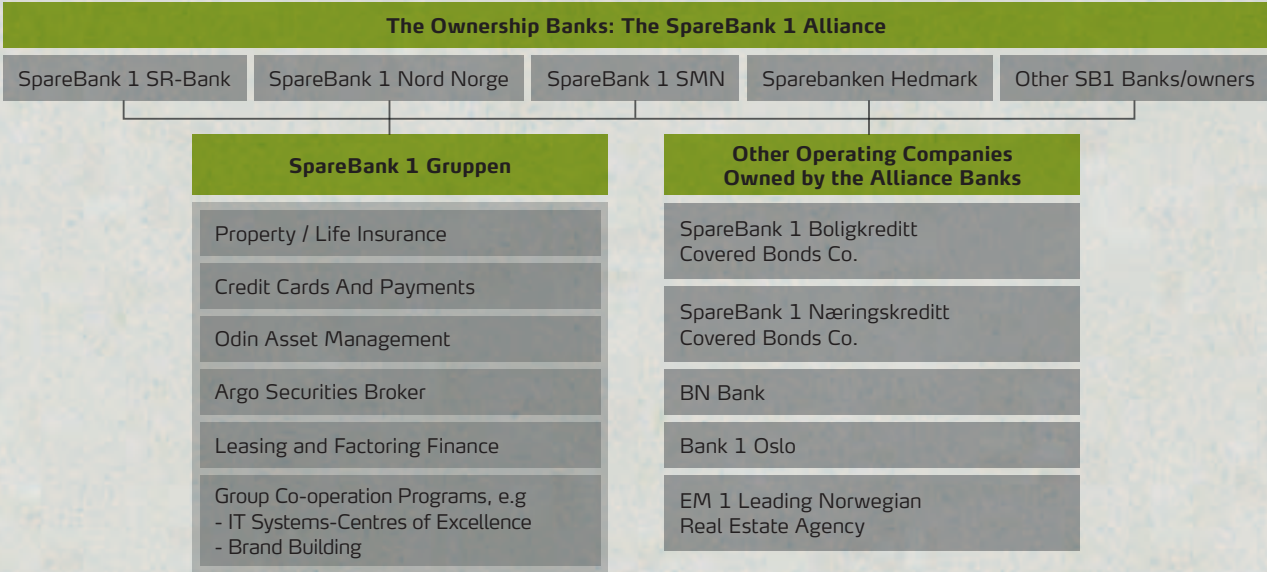 The Ownership Banks: The SpareBank 1 Alliance
SpareBank 1 SR-Bank
SpareBank 1 Nord Norge
SpareBank 1 SMN
Sparebanken Hedmark
Other SB1 Banks/owners
SpareBank 1 Gruppen
Property / Life Insurance
Credit Cards And Payments
Odin Asset Management
Argo Securities Broker
Leasing and Factoring Finance
Group Co-operation Programs, e.g
- IT Systems-Centres of Excellence
- Brand Building
Other Operating Companies
Owned by the Alliance Banks
SpareBank 1 Boligkreditt
Covered Bonds Co.
SpareBank 1 Næringskreditt
Covered Bonds Co.
BN Bank
Bank 1 Oslo
EM 1 Leading Norwegian
Real Estate Agency